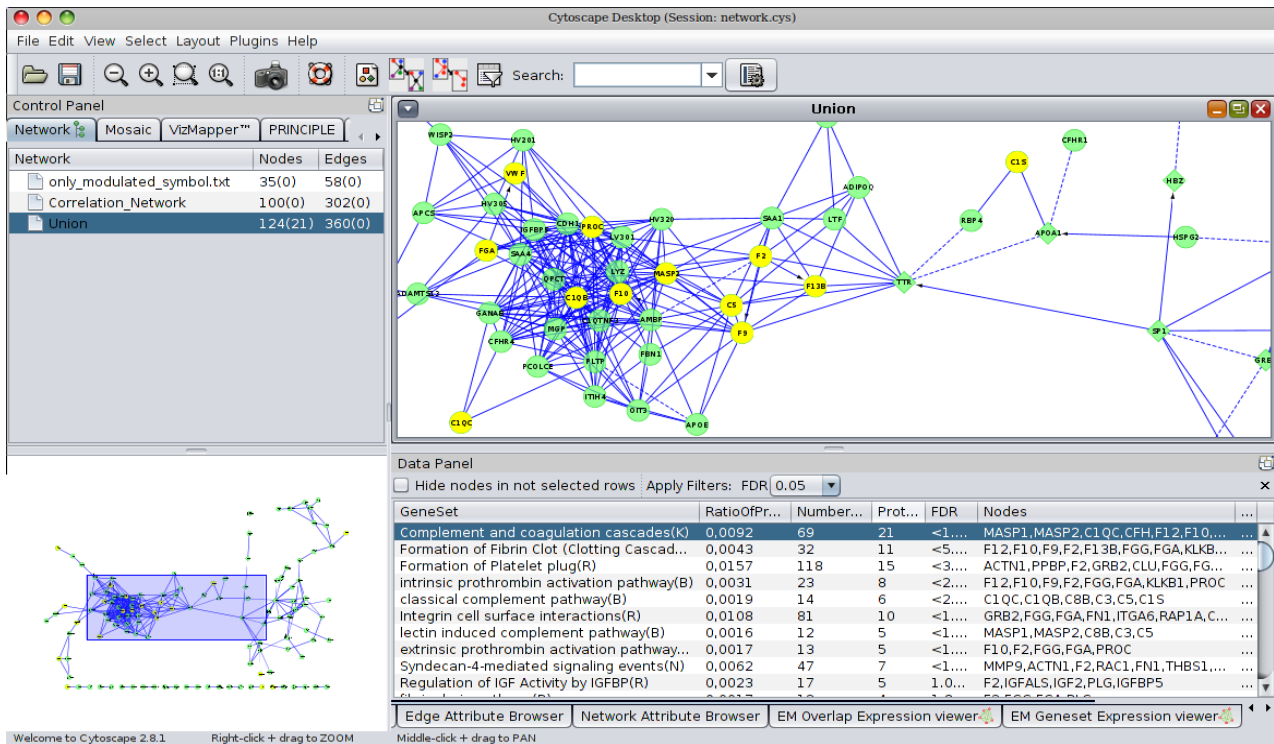 Cytoscape Desktop (Session: network.cys)
File Edit View Select Layout Plugins Help
1:1 Search:
Control Panel
Network Mosaic VizMapper™ PRINCIPLE
Network Nodes Edges
only_modulated_symbol.txt 35(0) 58(0)
Correlation_Network 100(0) 302(0)
Union 124(21) 360(0)
Union
WISP2 HV201 CFHR1
VWF C1S
HBZ
ADIPOQ
APCS HV305 CDH1 PROC HV320 SAA1 LTF RBP4 APOA1 HSPG2
LV301
FGA SAA4 F2
LYZ MASP2 TTR
QPCT F13B
C1QB F10
C5
GANAB AMBP F9 SP1
MGP
CFHR4 FBN1
PCOLCE PLTP
ITIH4
C1QC OIT3 APOE
Data Panel
Hide nodes in not selected rows Apply Filters: FDR 0.05
GeneSet RatioOfPr... Number... Prot... FDR Nodes ...
Complement and coagulation cascades(K) 0,0092 69 21 <1.... MASP1,MASP2,C1QC,CFH,F12,F10,... ...
Formation of Fibrin Clot (Clotting Cascad... 0,0043 32 11 <5.... F12,F10,F9,F2,F13B,FGG,FGA,KLKB... ...
Formation of Platelet plug(R) 0,0157 118 15 <3.... ACTN1,PPBP,F2,GRB2,CLU,FGG,FG... ...
intrinsic prothrombin activation pathway(B) 0,0031 23 8 <2.... F12,F10,F9,F2,FGG,FGA,KLKB1,PROC ...
classical complement pathway(B) 0,0019 14 6 <2.... C1QC,C1QB,C8B,C3,C5,C1S ...
Integrin cell surface interactions(R) 0,0108 81 10 <1.... GRB2,FGG,FGA,FN1,ITGA6,RAP1A,C... ...
lectin induced complement pathway(B) 0,0016 12 5 <1.... MASP1,MASP2,C8B,C3,C5 ...
extrinsic prothrombin activation pathway... 0,0017 13 5 <1.... F10,F2,FGG,FGA,PROC ...
Syndecan-4-mediated signaling events(N) 0,0062 47 7 <1.... MMP9,ACTN1,F2,RAC1,FN1,THBS1,... ...
Regulation of IGF Activity by IGFBP(R) 0,0023 17 5 1.0... F2,IGFALS,IGF2,PLG,IGFBP5 ...
Edge Attribute Browser Network Attribute Browser EM Overlap Expression viewer EM Geneset Expression viewer
Welcome to Cytoscape 2.8.1 Right-click + drag to ZOOM Middle-click + drag to PAN